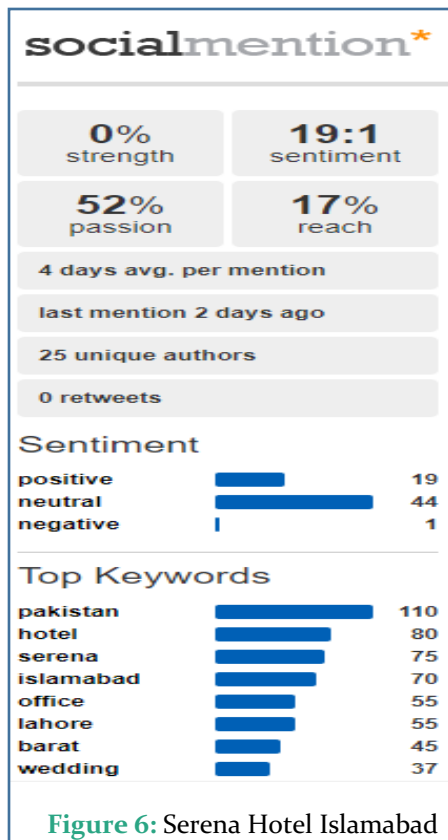 socialmention*
0% 19:1
strength sentiment
52% 17%
passion reach
4 days avg. per mention
last mention 2 days ago
25 unique authors
0 retweets
Sentiment
positive 19
neutral 44
negative 1
Top Keywords
pakistan 110
hotel 80
serena 75
islamabad 70
office 55
lahore 55
barat 45
wedding 37
Figure 6: Serena Hotel Islamabad